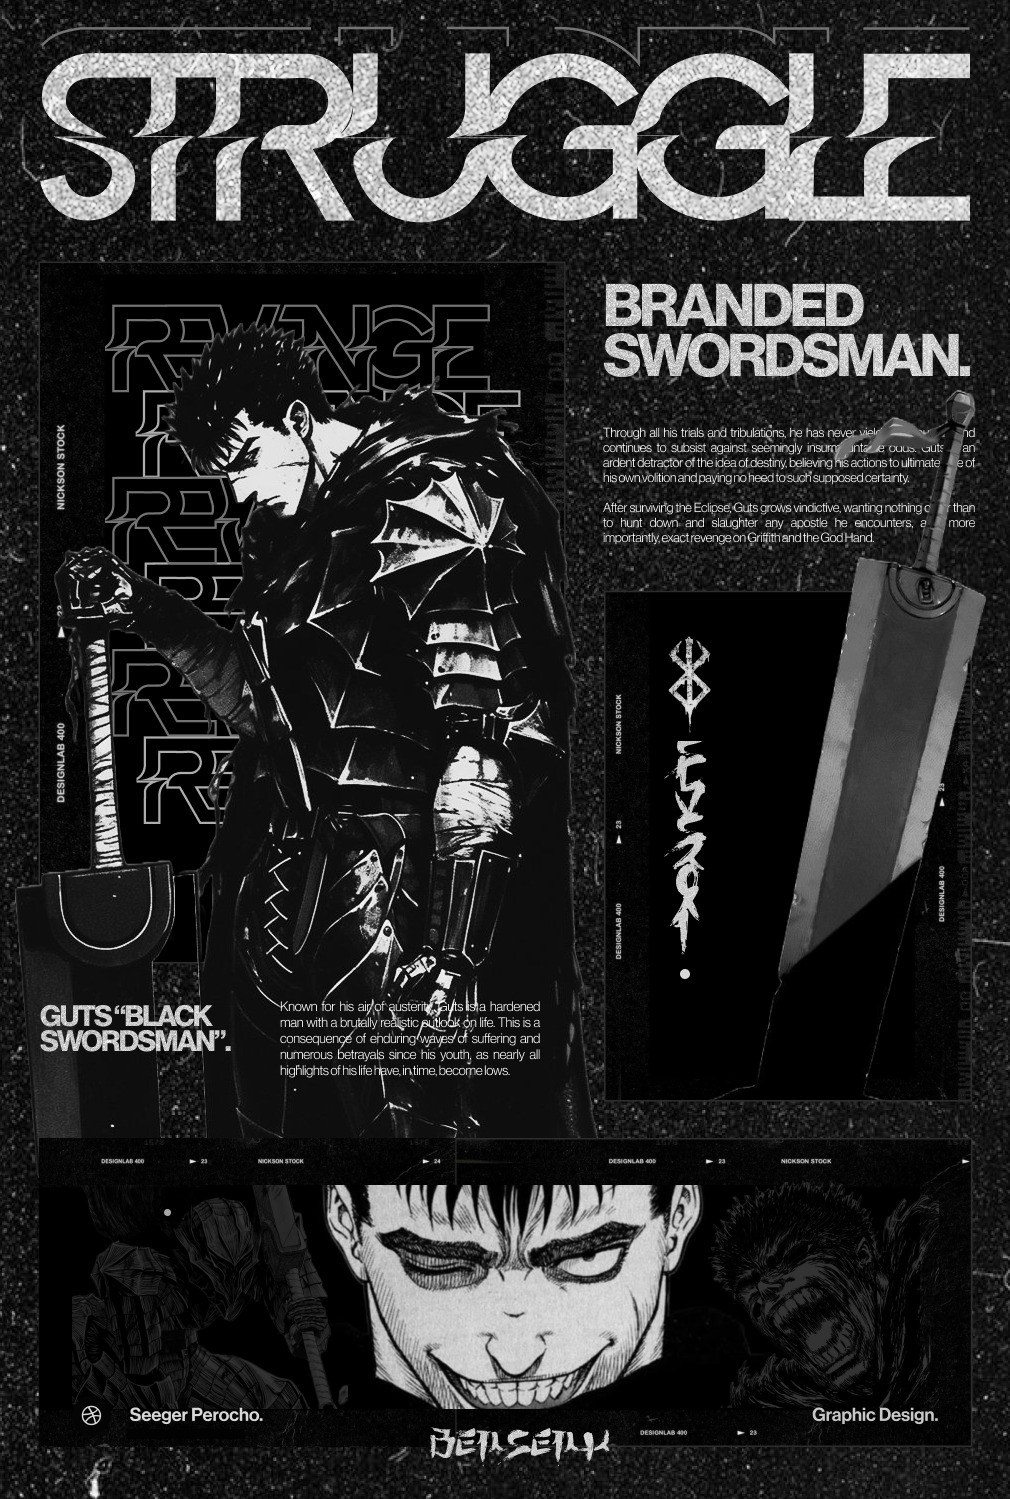 STRUGGLE
REVENGE
BRANDED
SWORDSMAN.
NICKSON STOCK
23
DESIGNLAB 400
Through all his trials and tribulations, he has never
continues to subsist against seemingly odds. Guts an
ardent detractor of the idea of destiny, believing his actions to ultimate of
his own volition and paying no heed to such supposed certainty.
After surviving the Eclipse, Guts grows vindictive, wanting nothing than
to hunt down and slaughter any apostle he encounters, more
importantly, exact revenge on Griffith and the God Hand.
NICKSON STOCK
23
DESIGNLAB 400
23
DESIGNLAB 400
GUTS “BLACK
SWORDSMAN”.
Known for his air of austerity, Guts is a hardened
man with a brutally realistic outlook on life. This is a
consequence of enduring waves of suffering and
numerous betrayals since his youth, as nearly all
highlights of his life have, in time, become lows.
DESIGNLAB 400 23 NICKSON STOCK 24 DESIGNLAB 400 23 NICKSON STOCK
Seeger Perocho.
Graphic Design.
BERSERK
DESIGNLAB 400 23